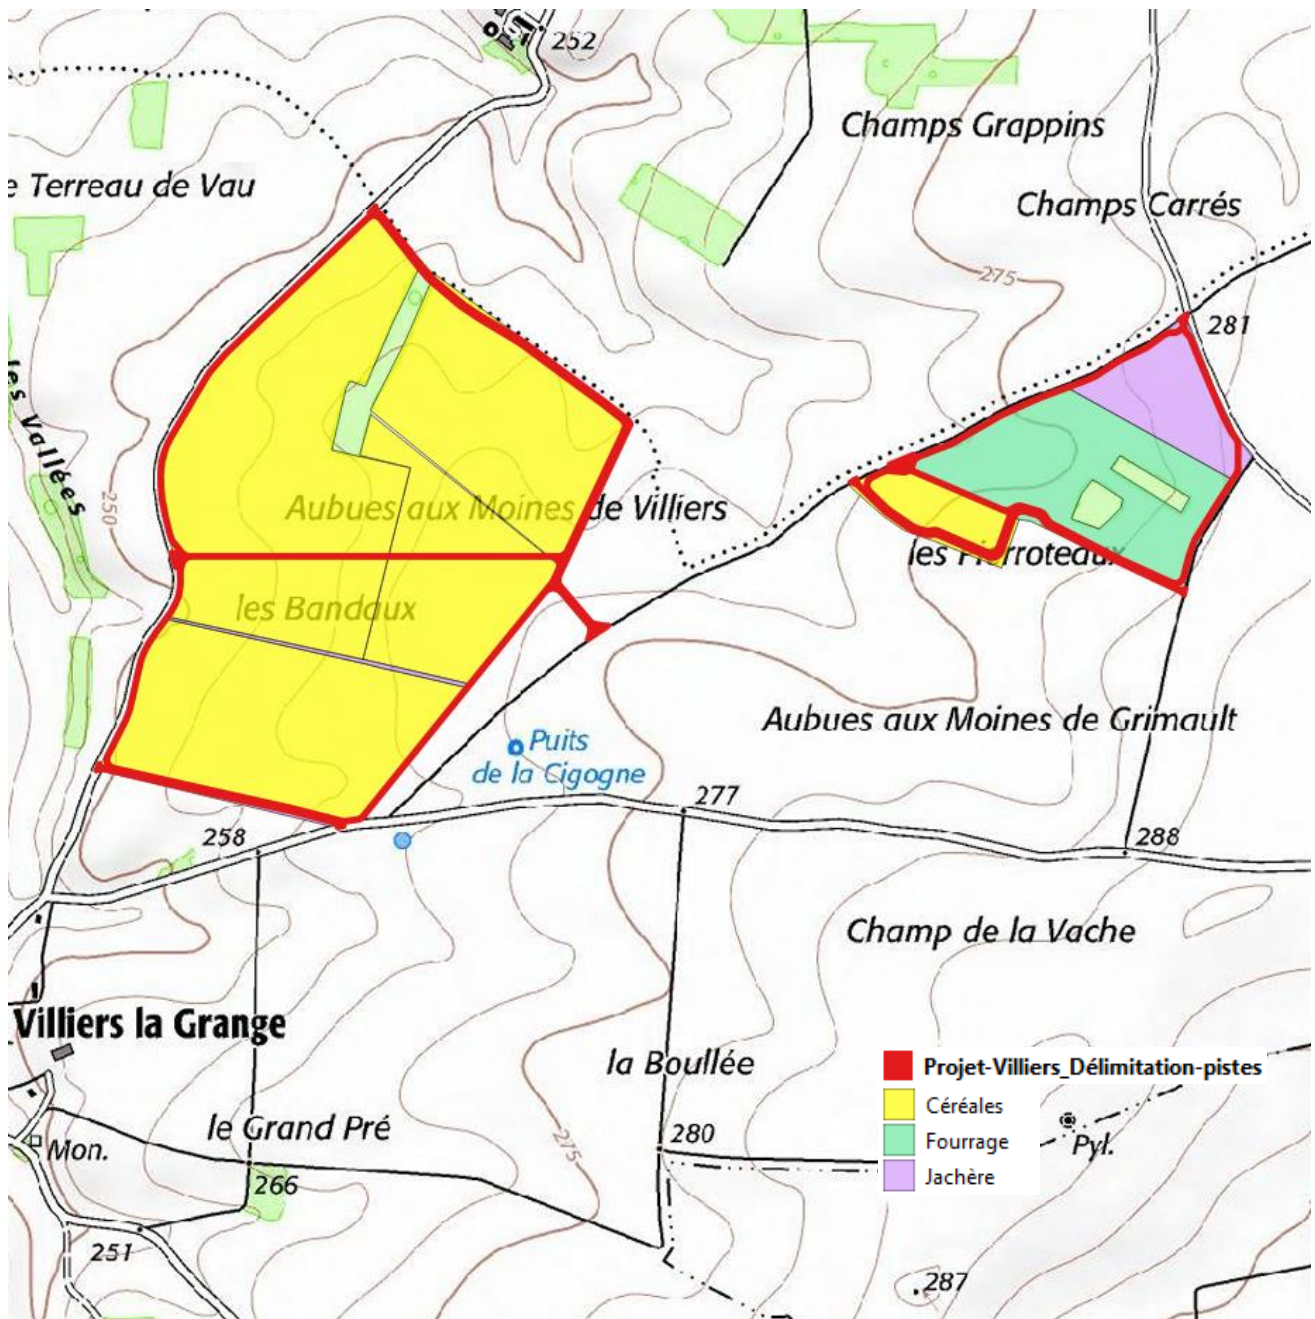 252
Champs Grappins
Terreau de Vau
Champs Carrés
275
281
les Vallées
250
Aubues aux Moines de Villiers
les Pierroteaux
les Bandaux
Aubues aux Moines de Grimault
Puits
de la Cigogne
277
258
288
Champ de la Vache
Villiers la Grange
la Boullée
Projet-Villiers_Délimitation-pistes
Céréales
Fourrage
Jachère
le Grand Pré
280
Pyl.
Mon.
275
266
251
287